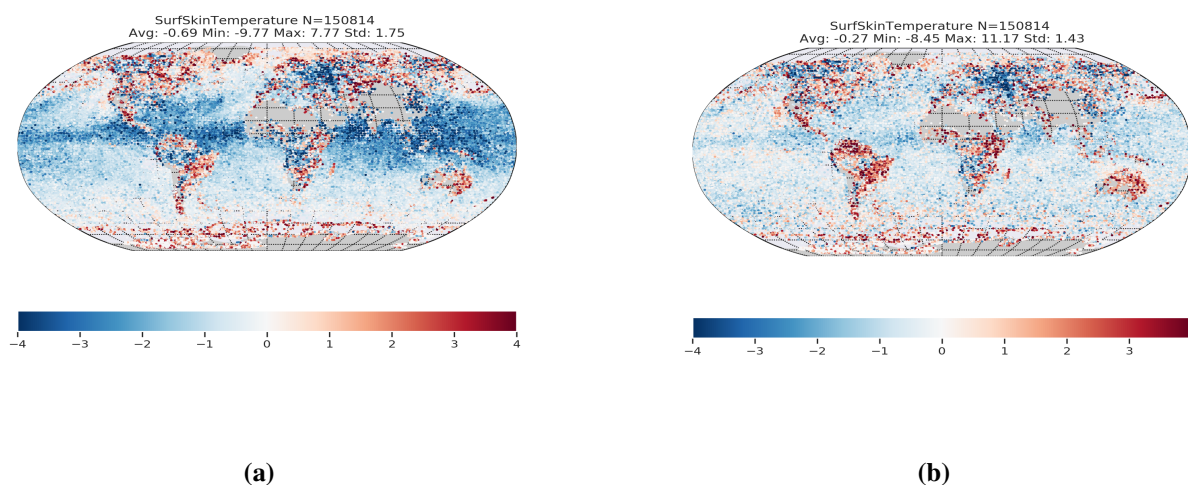 SurfSkinTemperature N=150814
Avg: -0.69 Min: -9.77 Max: 7.77 Std: 1.75
−4 −3 −2 −1 0 1 2 3 4
(a)
SurfSkinTemperature N=150814
Avg: -0.27 Min: -8.45 Max: 11.17 Std: 1.43
−4 −3 −2 −1 0 1 2 3
(b)